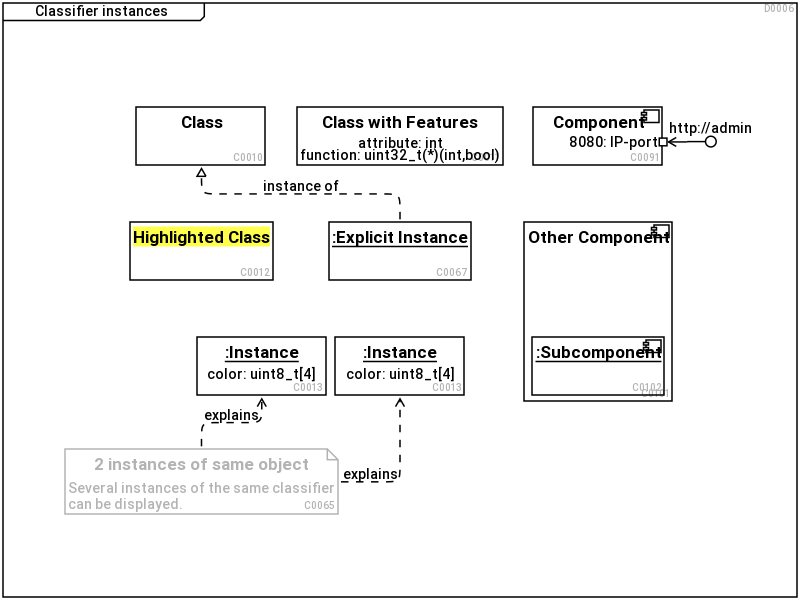 Classifier instances
D0006
Class
C0010
Class with Features
attribute: int
function: uint32_t(*)(int,bool)
Component
8080: IP-port
C0091
http://admin
instance of
Highlighted Class
C0012
:Explicit Instance
C0067
Other Component
:Instance
color: uint8_t[4]
C0013
:Instance
color: uint8_t[4]
C0013
:Subcomponent
C0102
C0101
explains
explains
2 instances of same object
Several instances of the same classifier
can be displayed.
C0065